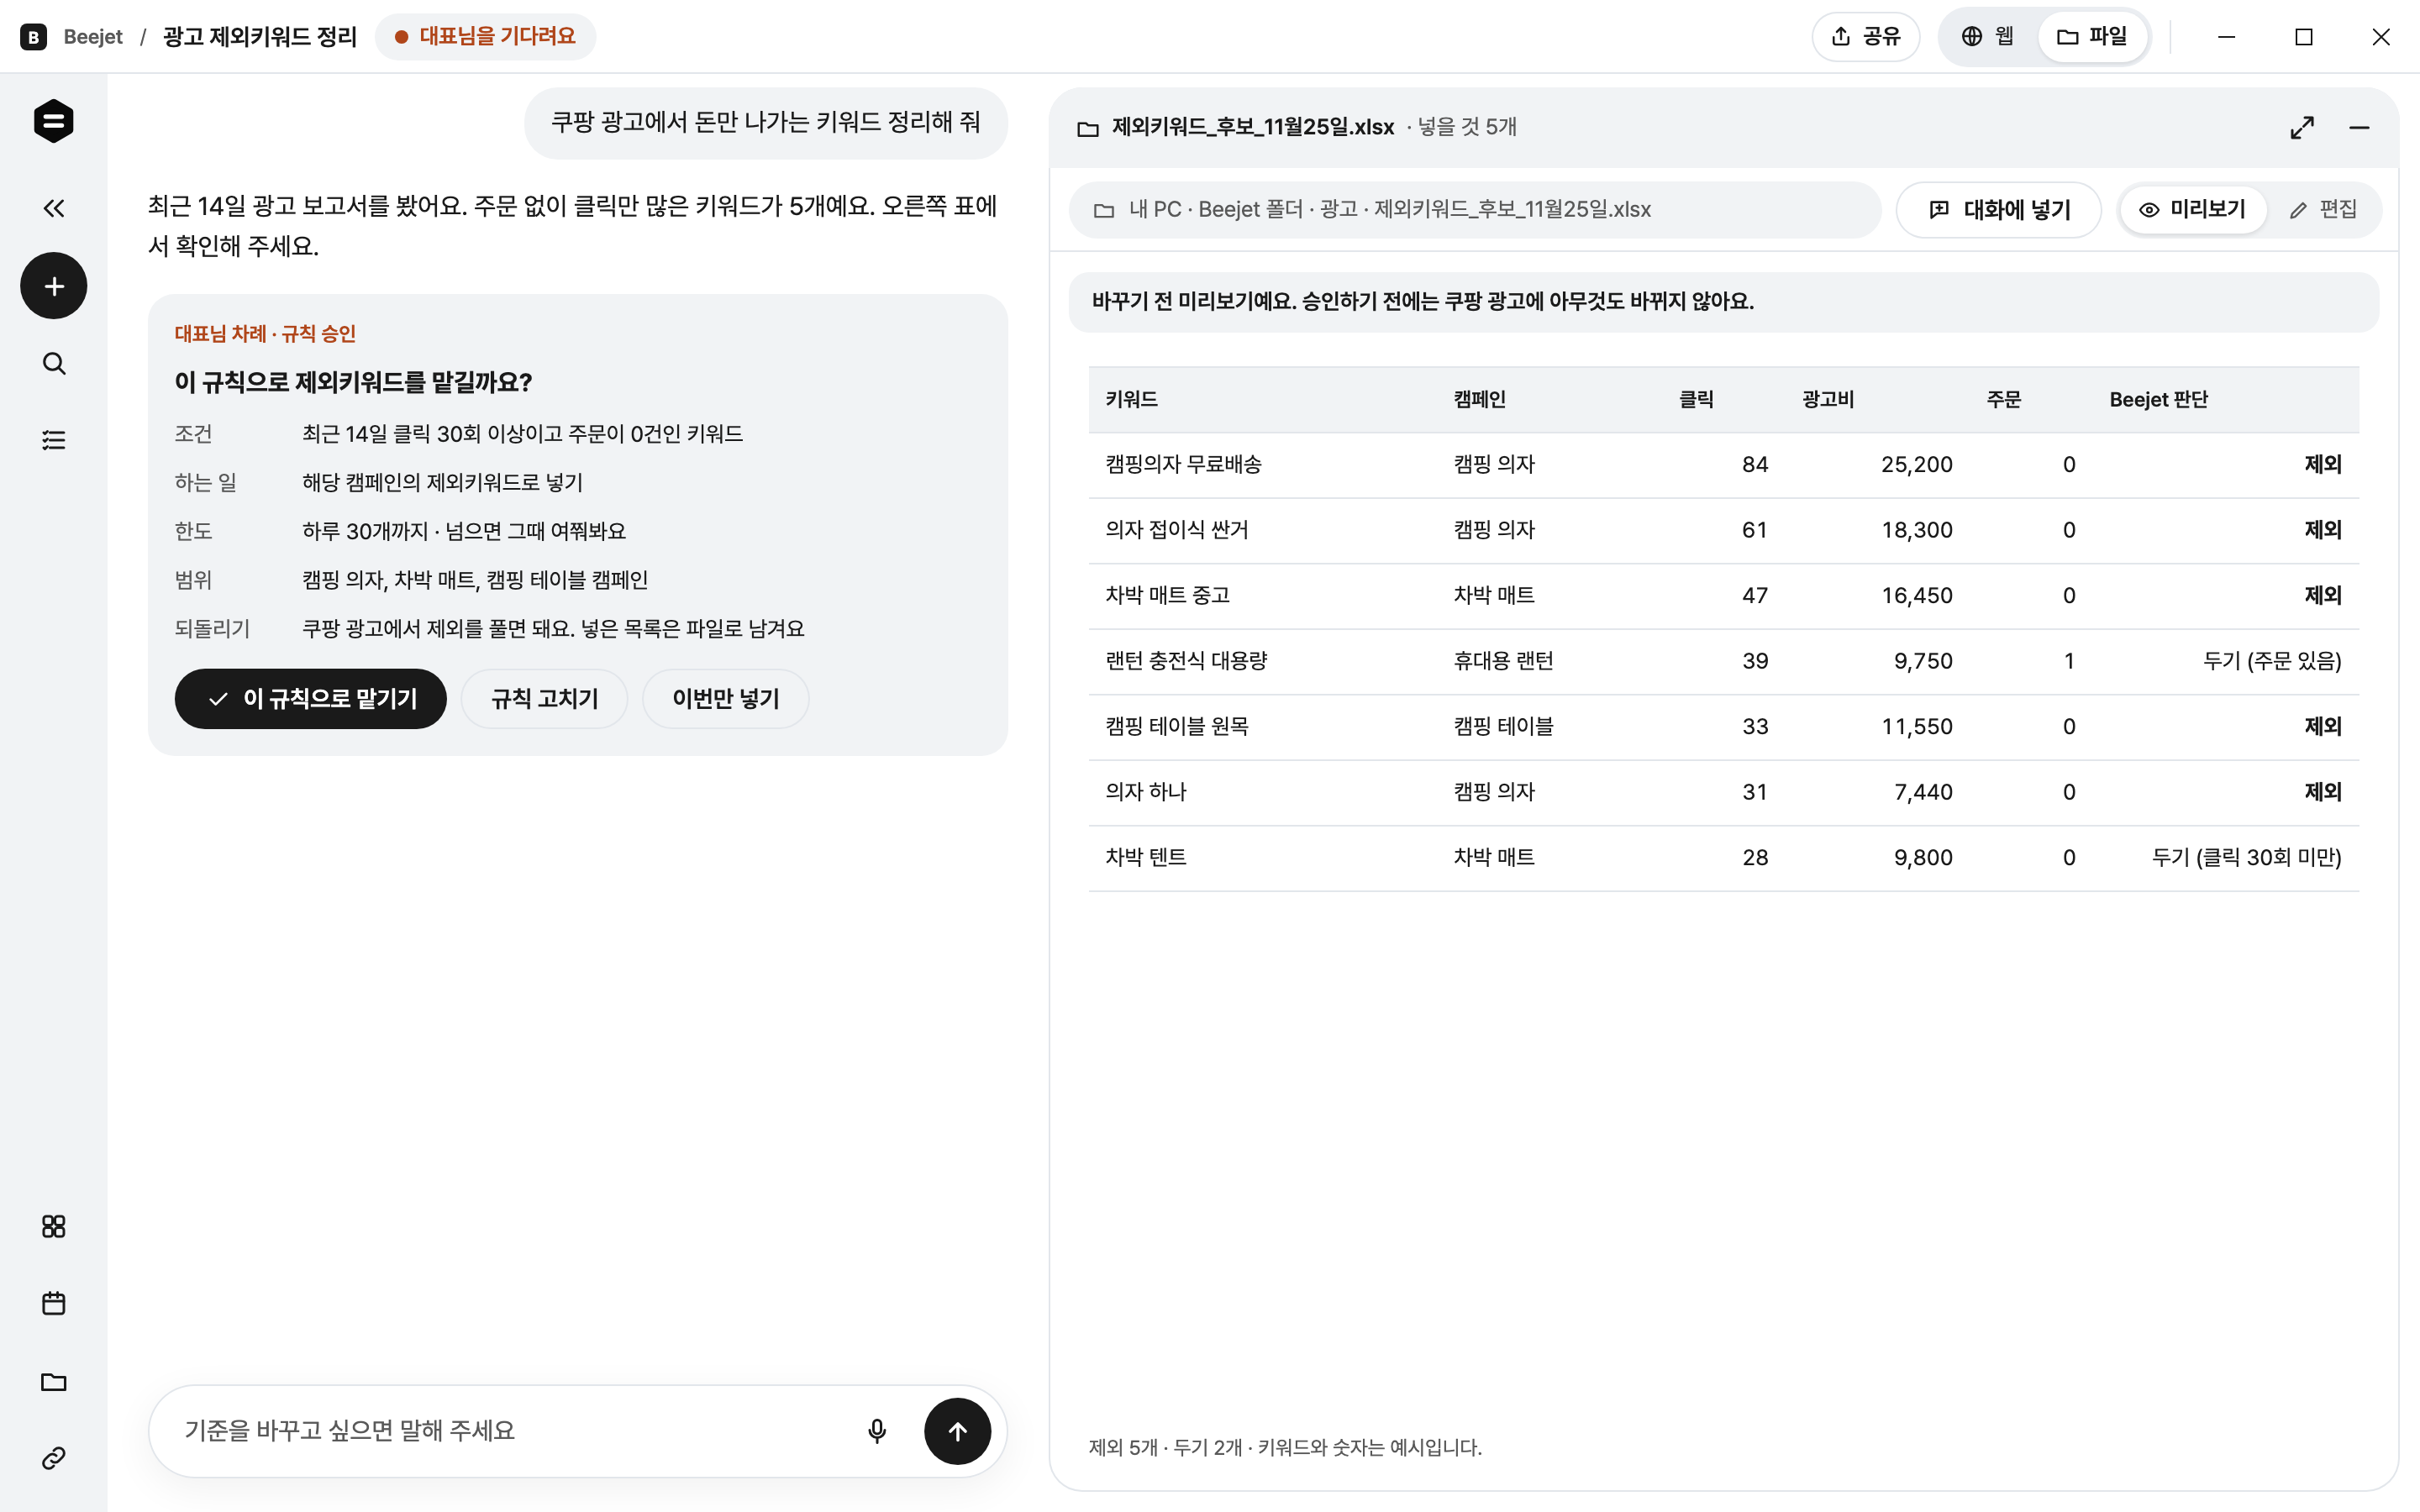 B Beejet / 광고 제외키워드 정리 대표님을 기다려요 공유 웹 파일
쿠팡 광고에서 돈만 나가는 키워드 정리해 줘
최근 14일 광고 보고서를 봤어요. 주문 없이 클릭만 많은 키워드가 5개예요. 오른쪽 표에
서 확인해 주세요.
대표님 차례 · 규칙 승인
이 규칙으로 제외키워드를 맡길까요?
조건 최근 14일 클릭 30회 이상이고 주문이 0건인 키워드
하는 일 해당 캠페인의 제외키워드로 넣기
한도 하루 30개까지 · 넘으면 그때 여쭤봐요
범위 캠핑 의자, 차박 매트, 캠핑 테이블 캠페인
되돌리기 쿠팡 광고에서 제외를 풀면 돼요. 넣은 목록은 파일로 남겨요
이 규칙으로 맡기기 규칙 고치기 이번만 넣기
기준을 바꾸고 싶으면 말해 주세요
제외키워드_후보_11월25일.xlsx · 넣을 것 5개
내 PC · Beejet 폴더 · 광고 · 제외키워드_후보_11월25일.xlsx 대화에 넣기 미리보기 편집
바꾸기 전 미리보기예요. 승인하기 전에는 쿠팡 광고에 아무것도 바뀌지 않아요.
키워드 캠페인 클릭 광고비 주문 Beejet 판단
캠핑의자 무료배송 캠핑 의자 84 25,200 0 제외
의자 접이식 싼거 캠핑 의자 61 18,300 0 제외
차박 매트 중고 차박 매트 47 16,450 0 제외
랜턴 충전식 대용량 휴대용 랜턴 39 9,750 1 두기 (주문 있음)
캠핑 테이블 원목 캠핑 테이블 33 11,550 0 제외
의자 하나 캠핑 의자 31 7,440 0 제외
차박 텐트 차박 매트 28 9,800 0 두기 (클릭 30회 미만)
제외 5개 · 두기 2개 · 키워드와 숫자는 예시입니다.